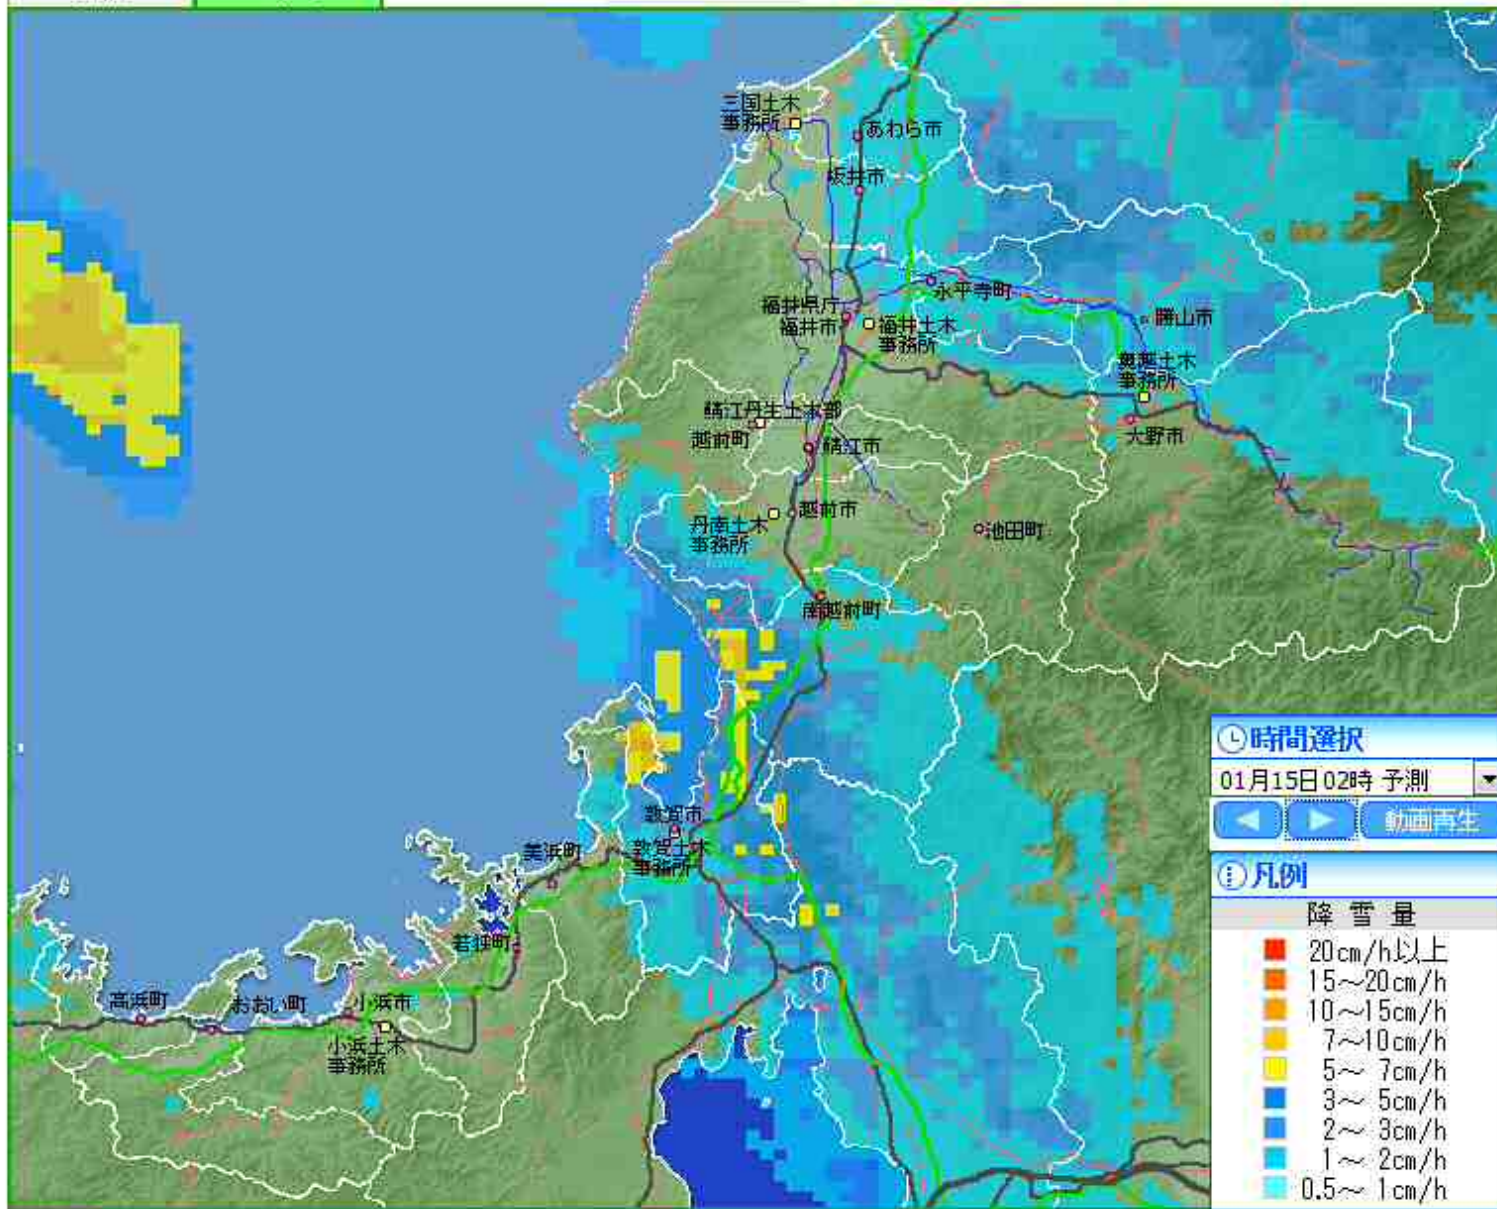 三国土木
事務所
あわら市
坂井市
永平寺町
福井県庁
福井市
福井土木
事務所
勝山市
奥越土木
事務所
大野市
鯖江丹生土木部
越前町
鯖江市
丹南土木
事務所
越前市
池田町
南越前町
敦賀市
敦賀土木
事務所
美浜町
若狭町
高浜町
おおい町
小浜市
小浜土木
事務所
時間選択
01月15日02時 予測
動画再生
凡例
降 雪 量
20cm/h以上
15～20cm/h
10～15cm/h
7～10cm/h
5～ 7cm/h
3～ 5cm/h
2～ 3cm/h
1～ 2cm/h
0.5～ 1cm/h